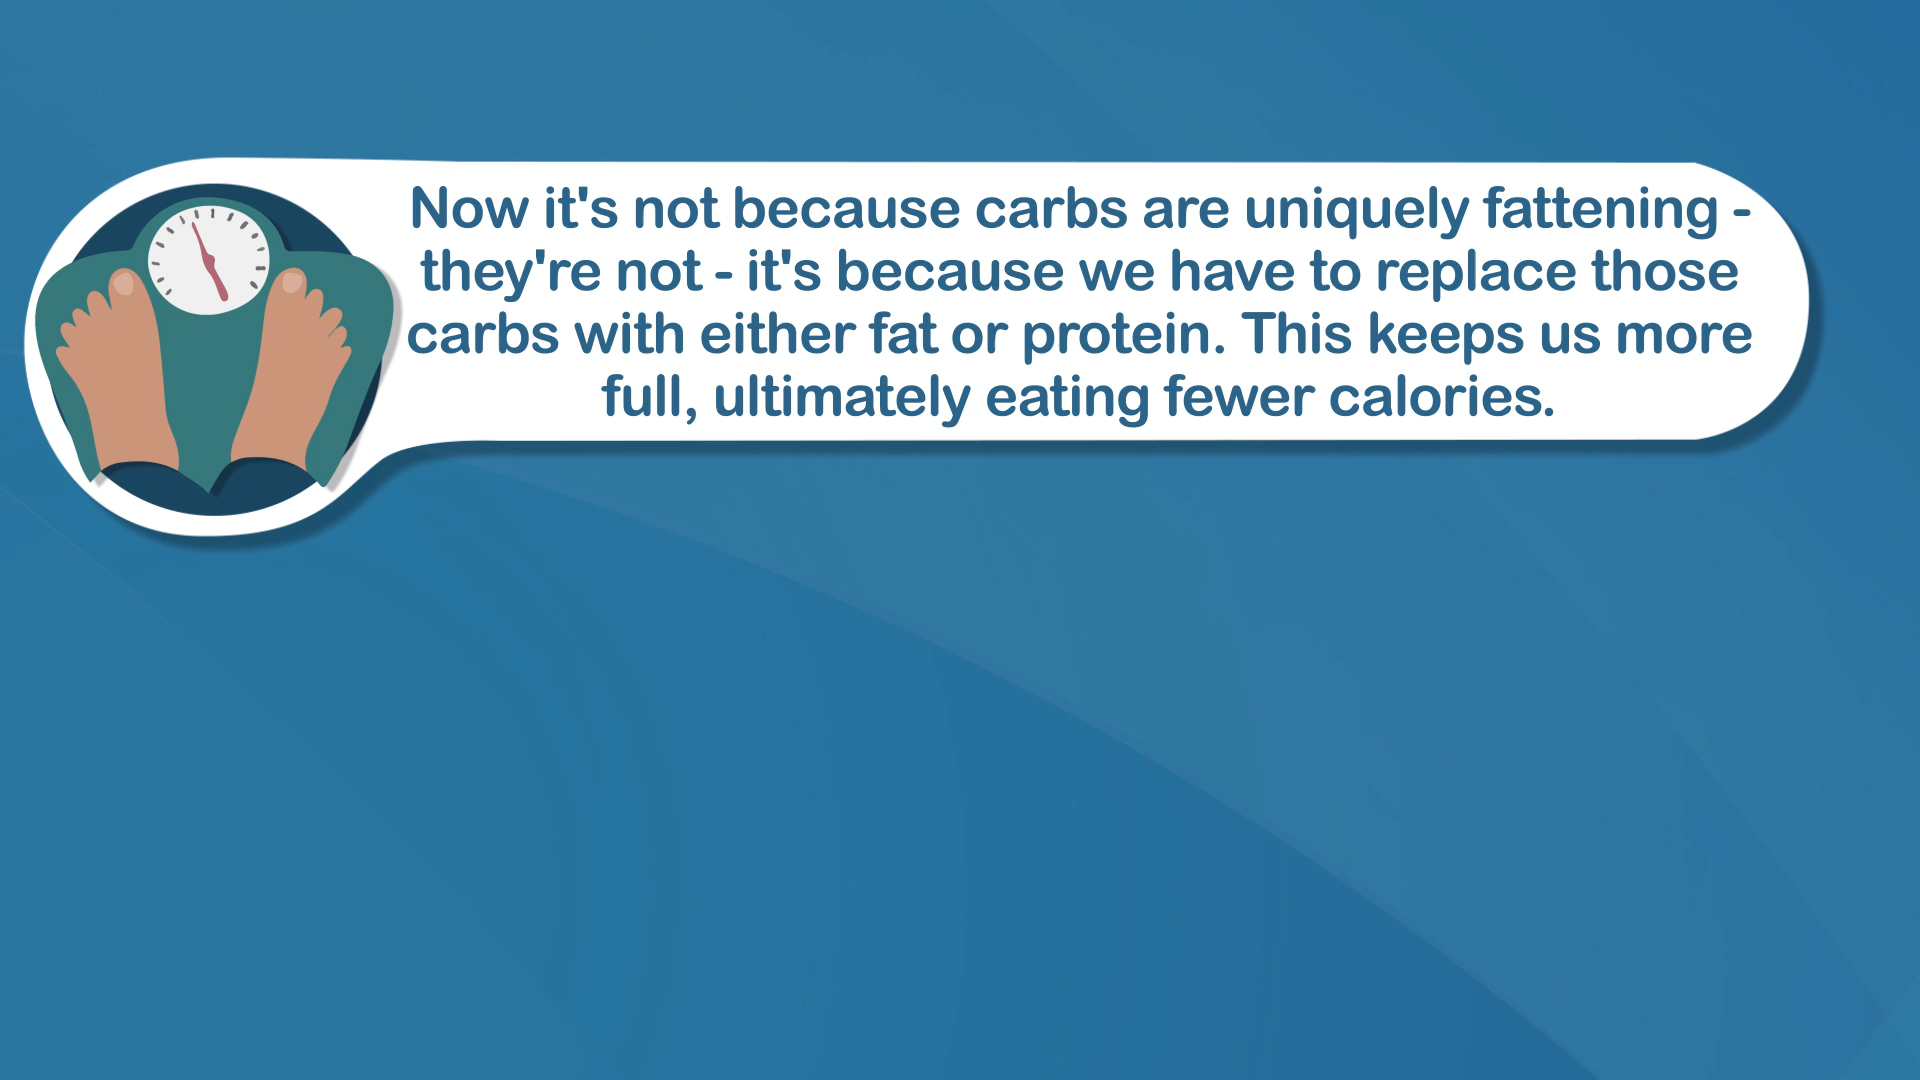 Now it's not because carbs are uniquely fattening -
they're not - it's because we have to replace those
carbs with either fat or protein. This keeps us more
full, ultimately eating fewer calories.